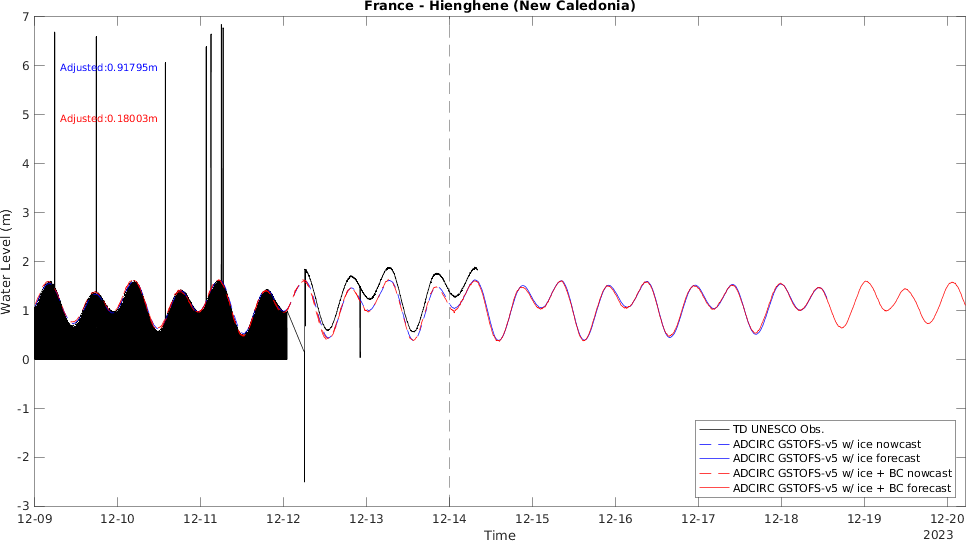 France - Hienghene (New Caledonia)
7
6
5
4
3
2
1
0
-1
-2
-3
Water Level (m)
Adjusted:0.91795m
Adjusted:0.18003m
TD UNESCO Obs.
ADCIRC GSTOFS-v5 w/ ice nowcast
ADCIRC GSTOFS-v5 w/ ice forecast
ADCIRC GSTOFS-v5 w/ ice + BC nowcast
ADCIRC GSTOFS-v5 w/ ice + BC forecast
12-09 12-10 12-11 12-12 12-13 12-14 12-15 12-16 12-17 12-18 12-19 12-20
Time
2023